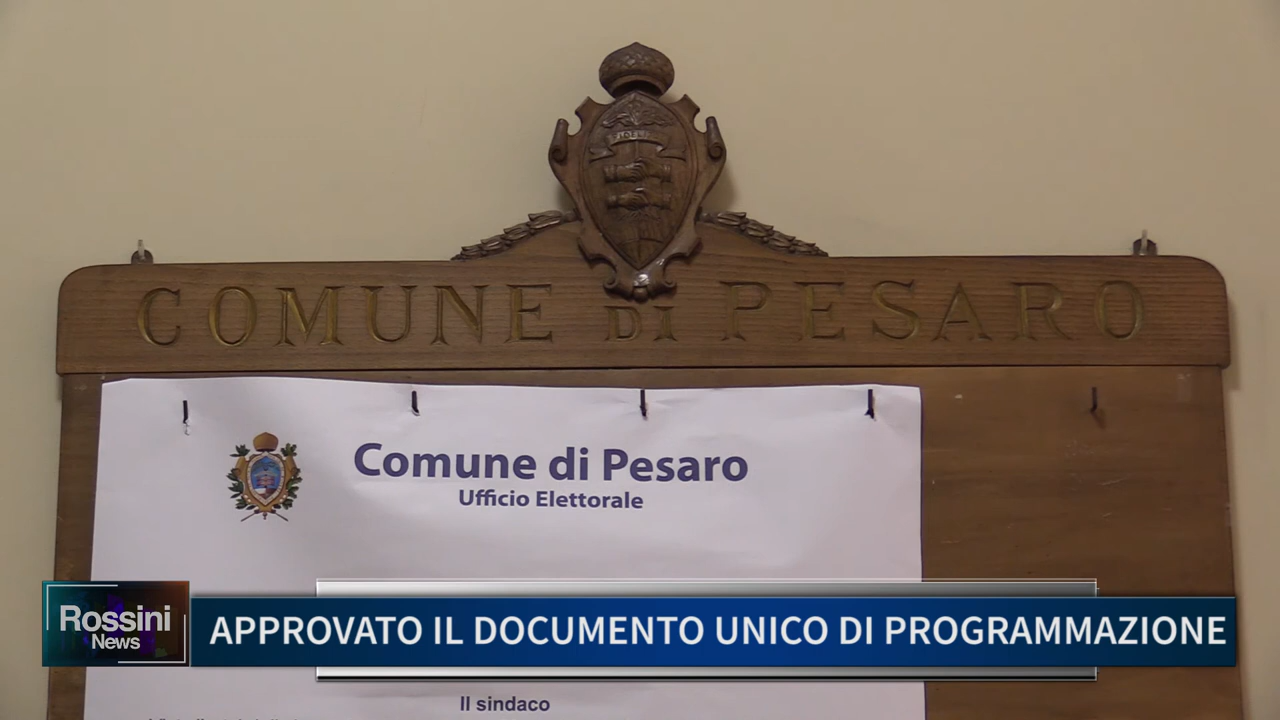 COMUNE DI PESARO
Comune di Pesaro
Ufficio Elettorale
Rossini
News
APPROVATO IL DOCUMENTO UNICO DI PROGRAMMAZIONE
Il sindaco